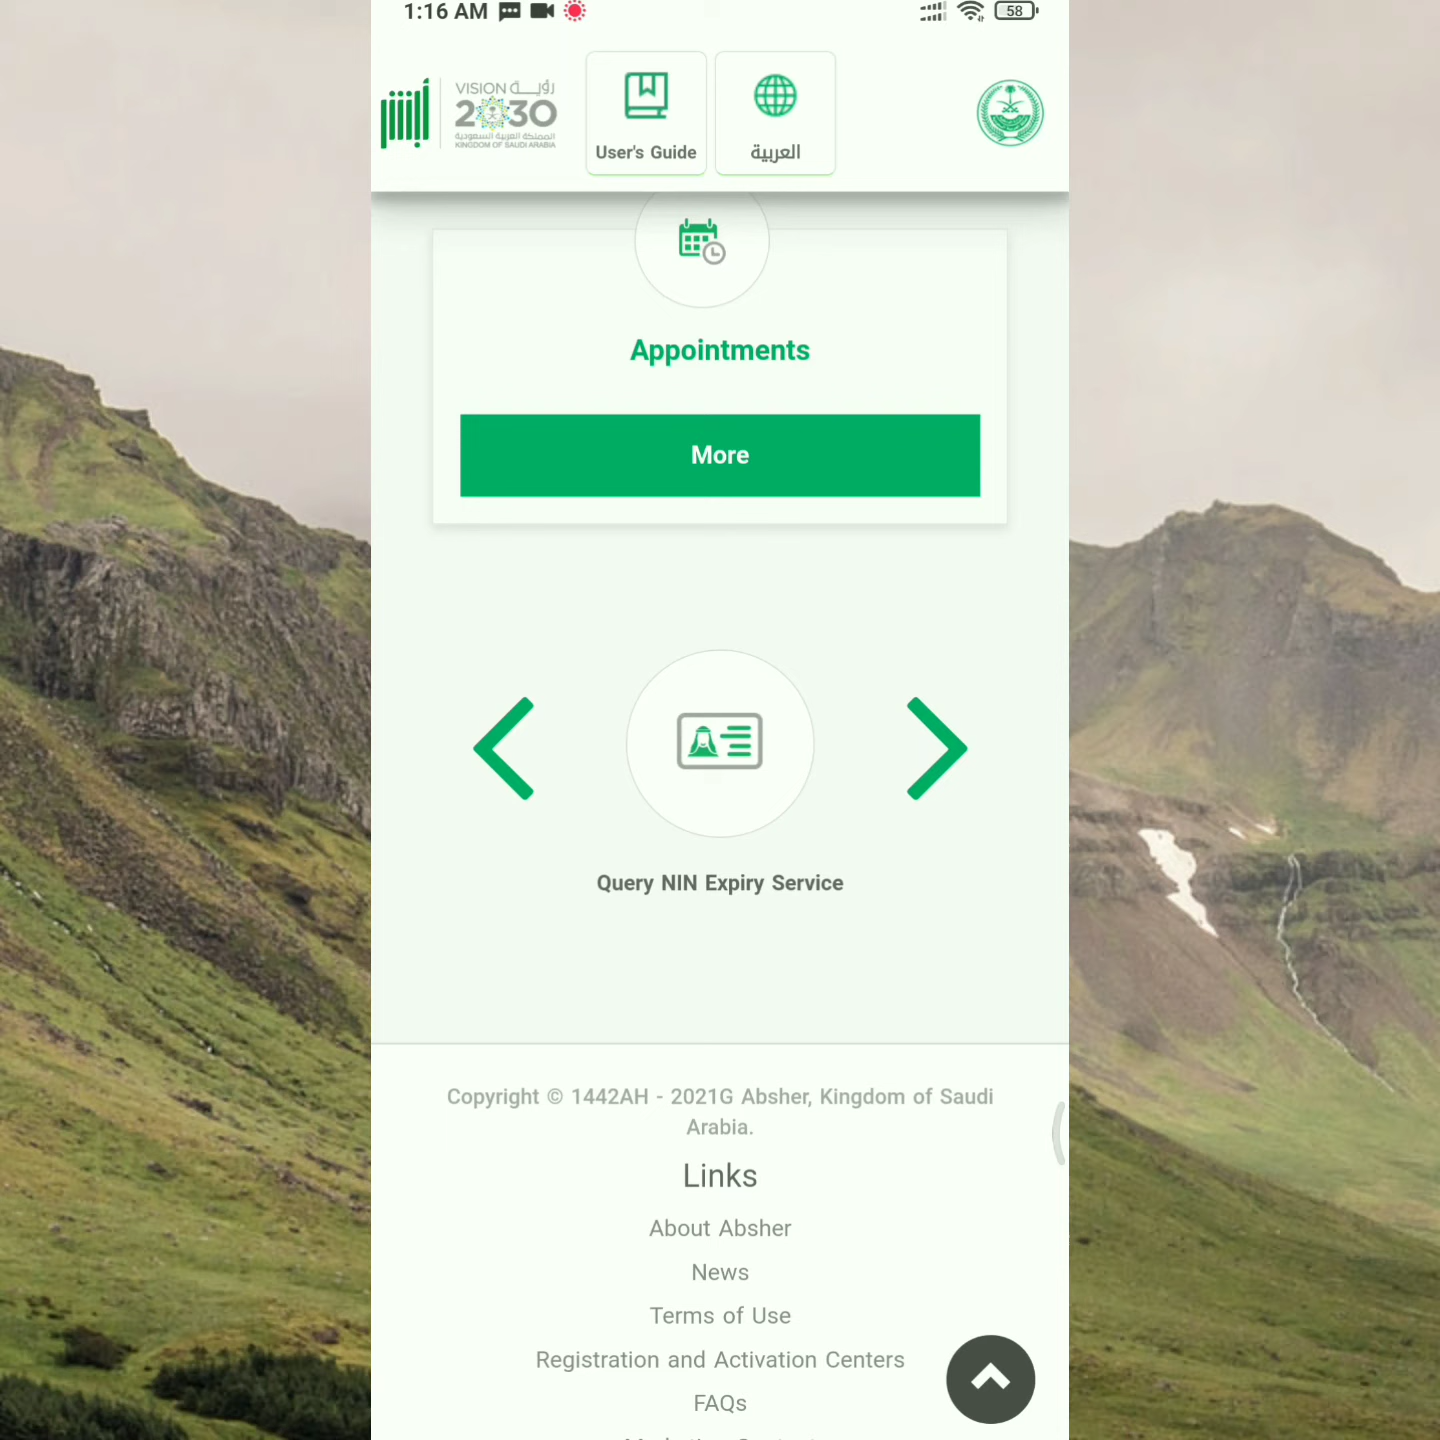 1:16 AM
58
VISION رؤيـــة
2030
المملكة العربية السعودية
KINGDOM OF SAUDI ARABIA
أبشر
User's Guide
العربية
Appointments
More
Query NIN Expiry Service
Copyright © 1442AH - 2021G Absher, Kingdom of Saudi
Arabia.
Links
About Absher
News
Terms of Use
Registration and Activation Centers
FAQs